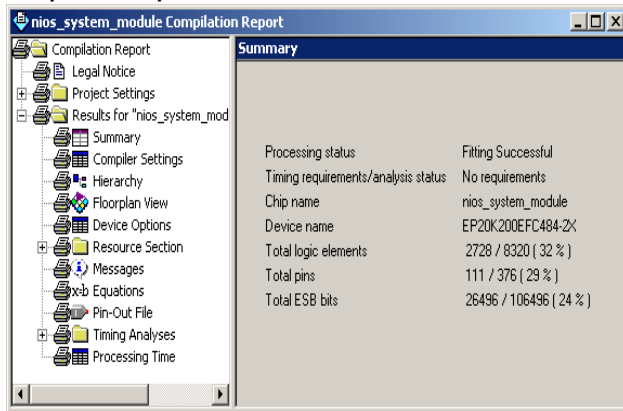 nios_system_module Compilation Report
Compilation Report
Legal Notice
Project Settings
Results for "nios_system_mod
Summary
Compiler Settings
Hierarchy
Floorplan View
Device Options
Resource Section
Messages
Equations
Pin-Out File
Timing Analyses
Processing Time
Summary
Processing status Fitting Successful
Timing requirements/analysis status No requirements
Chip name nios_system_module
Device name EP20K200EFC484-2X
Total logic elements 2728 / 8320 ( 32 % )
Total pins 111 / 376 ( 29 % )
Total ESB bits 26496 / 106496 ( 24 % )